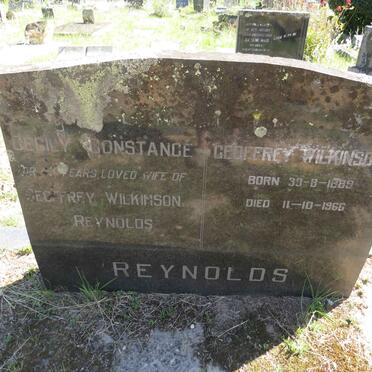 CECILY CONSTANCE
YEARS LOVED WIFE OF
GEOFFREY WILKINSON
REYNOLDS
GEOFFREY WILKINSO
BORN 30-8-1889
DIED 11-10-1966
REYNOLDS